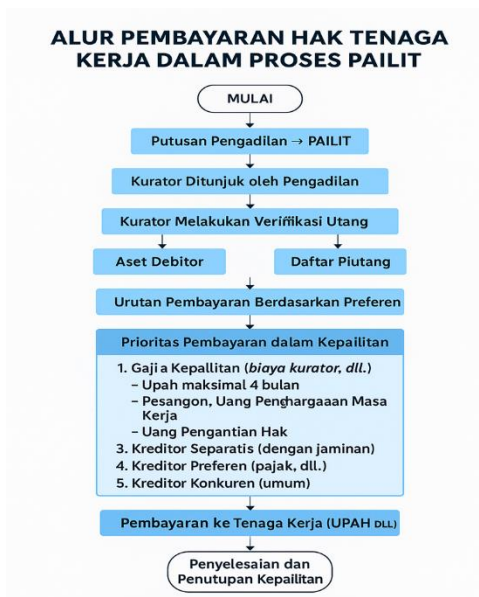 ALUR PEMBAYARAN HAK TENAGA
KERJA DALAM PROSES PAILIT
MULAI
Putusan Pengadilan → PAILIT
Kurator Ditunjuk oleh Pengadilan
Kurator Melakukan Verifikasi Utang
Aset Debitor
Daftar Piutang
Urutan Pembayaran Berdasarkan Preferen
Prioritas Pembayaran dalam Kepailitan
1. Gaji a Kepallitan (biaya kurator, dll.)
– Upah maksimal 4 bulan
– Pesangon, Uang Penghargaaan Masa
Kerja
– Uang Pengantian Hak
3. Kreditor Separatis (dengan jaminan)
4. Kreditor Preferen (pajak, dll.)
5. Kreditor Konkuren (umum)
Pembayaran ke Tenaga Kerja (UPAH DLL)
Penyelesaian dan
Penutupan Kepailitan